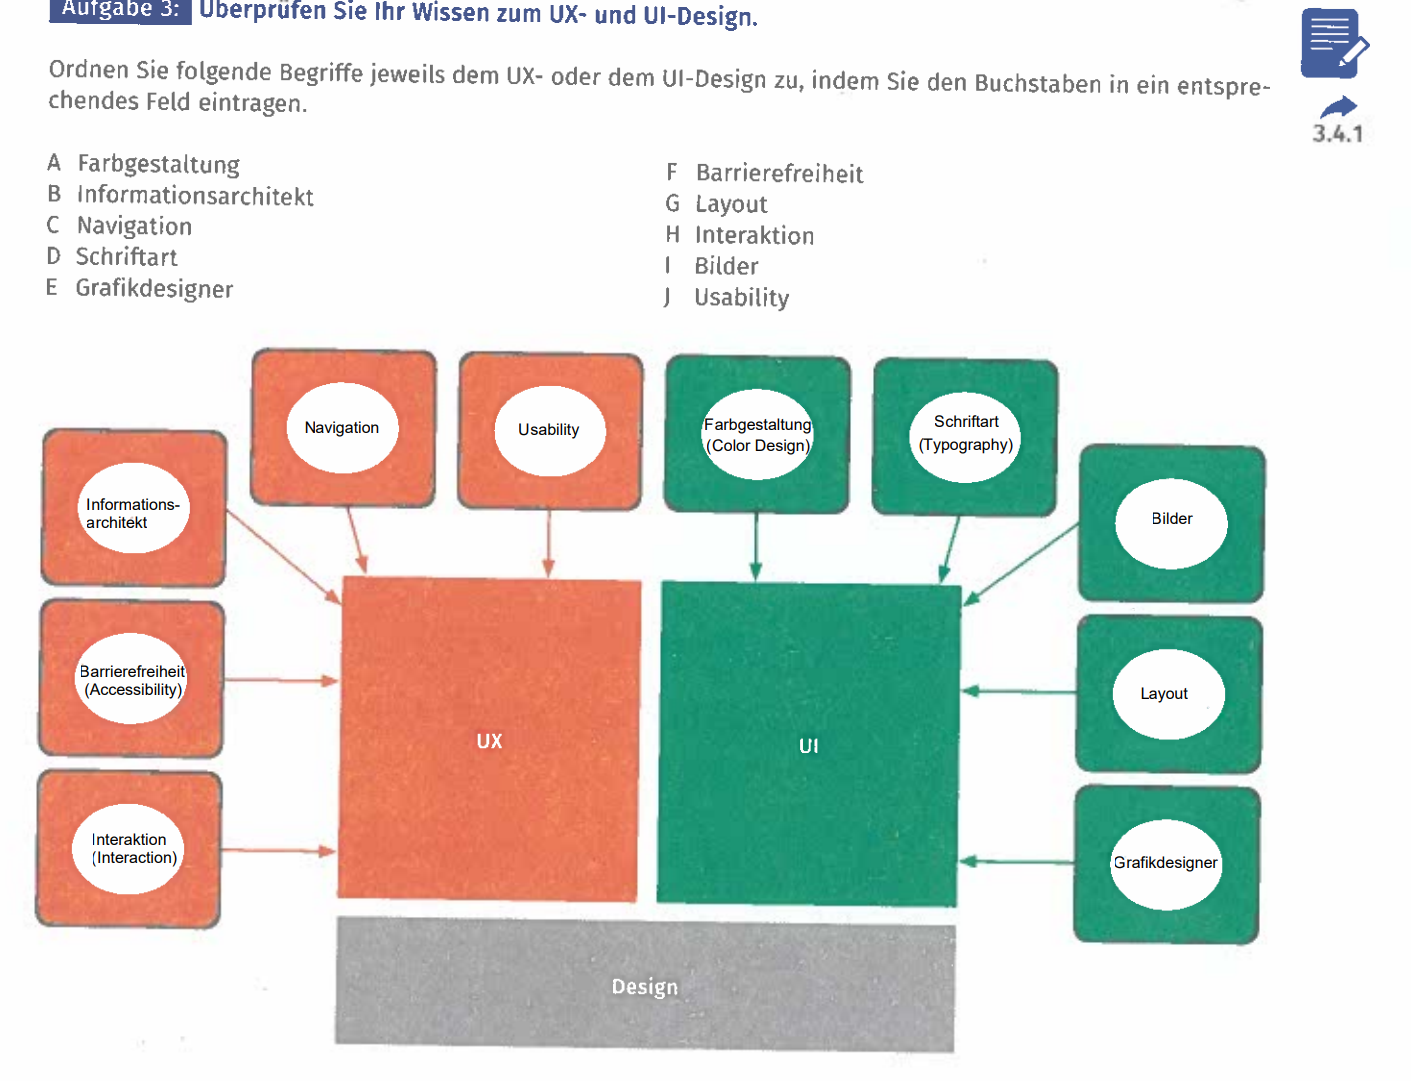 Aufgabe 3: Überprüfen Sie Ihr Wissen zum UX- und UI-Design.
Ordnen Sie folgende Begriffe jeweils dem UX- oder dem UI-Design zu, indem Sie den Buchstaben in ein entspre-
chendes Feld eintragen.
3.4.1
A Farbgestaltung
B Informationsarchitekt
C Navigation
D Schriftart
E Grafikdesigner
F Barrierefreiheit
G Layout
H Interaktion
I Bilder
J Usability
Navigation
Usability
Farbgestaltung
(Color Design)
Schriftart
(Typography)
Informations-
architekt
Bilder
Barrierefreiheit
(Accessibility)
Layout
UX
UI
Interaktion
(Interaction)
Grafikdesigner
Design